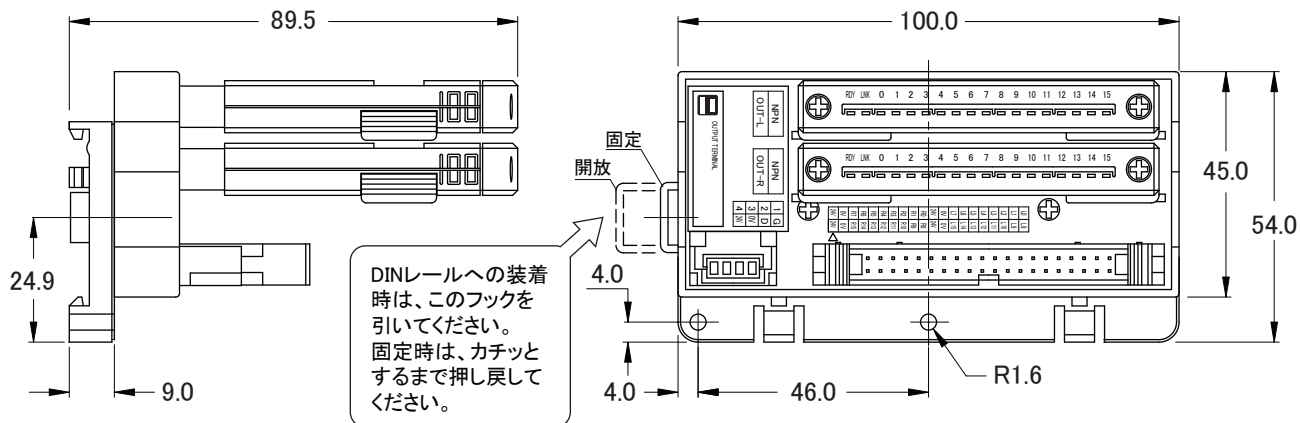 89.5
24.9
9.0
100.0
45.0
54.0
4.0
4.0
46.0
R1.6
固定
開放
DINレールへの装着
時は、このフックを
引いてください。
固定時は、カチッと
するまで押し戻して
ください。
OUTPUT TERMINAL
NPN
OUT-L
NPN
OUT-R
1 G
2 D
3 0V
4 24V
RDY LNK 0 1 2 3 4 5 6 7 8 9 10 11 12 13 14 15
RDY LNK 0 1 2 3 4 5 6 7 8 9 10 11 12 13 14 15